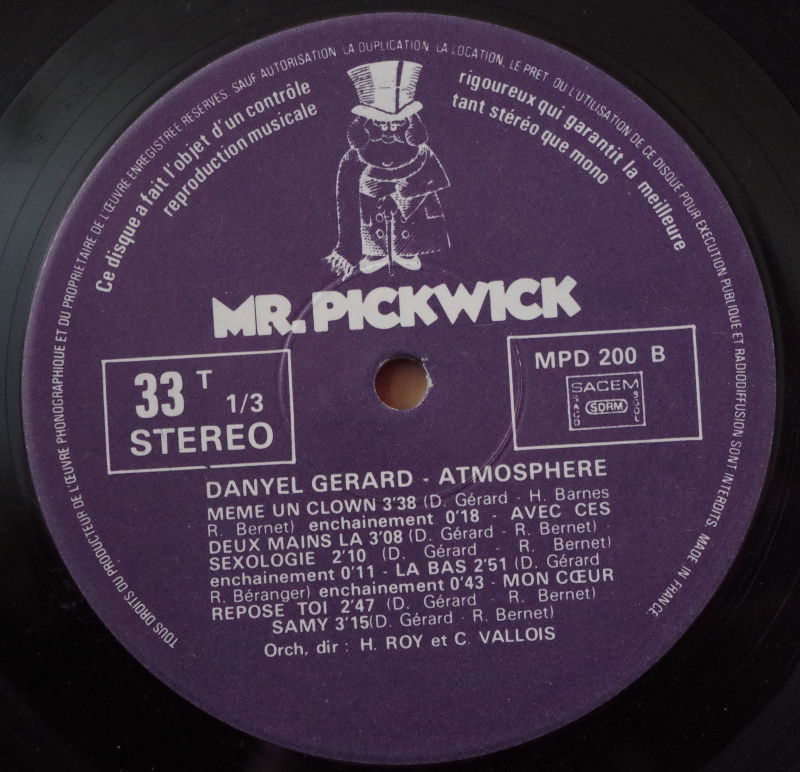 TOUS DROITS DU PRODUCTEUR DE L'ŒUVRE PHONOGRAPHIQUE ET DU PROPRIETAIRE DE L'ŒUVRE ENREGISTREE RESERVES. SAUF AUTORISATION LA DUPLICATION LA LOCATION, LE PRET OU L'UTILISATION DE CE DISQUE POUR EXECUTION PUBLIQUE ET RADIODIFFUSION SONT INTERDITS. MADE IN FRANCE
Ce disque a fait l'objet d'un contrôle rigoureux qui garantit la meilleure
reproduction musicale tant stéréo que mono
MR. PICKWICK
33 T 1/3
STEREO
MPD 200 B
SACEM
SACD SDRM SGDL
DANYEL GERARD - ATMOSPHERE
MEME UN CLOWN 3'38 (D. Gérard - H. Barnes
R. Bernet) enchainement 0'18 - AVEC CES
DEUX MAINS LA 3'08 (D. Gérard - R. Bernet) -
SEXOLOGIE 2'10 (D. Gérard - R. Bernet)
enchainement 0'11 - LA BAS 2'51 (D. Gérard
R. Béranger) enchainement 0'43 - MON CŒUR
REPOSE TOI 2'47 (D. Gérard - R. Bernet)
SAMY 3'15(D. Gérard - R. Bernet)
Orch, dir : H. ROY et C. VALLOIS